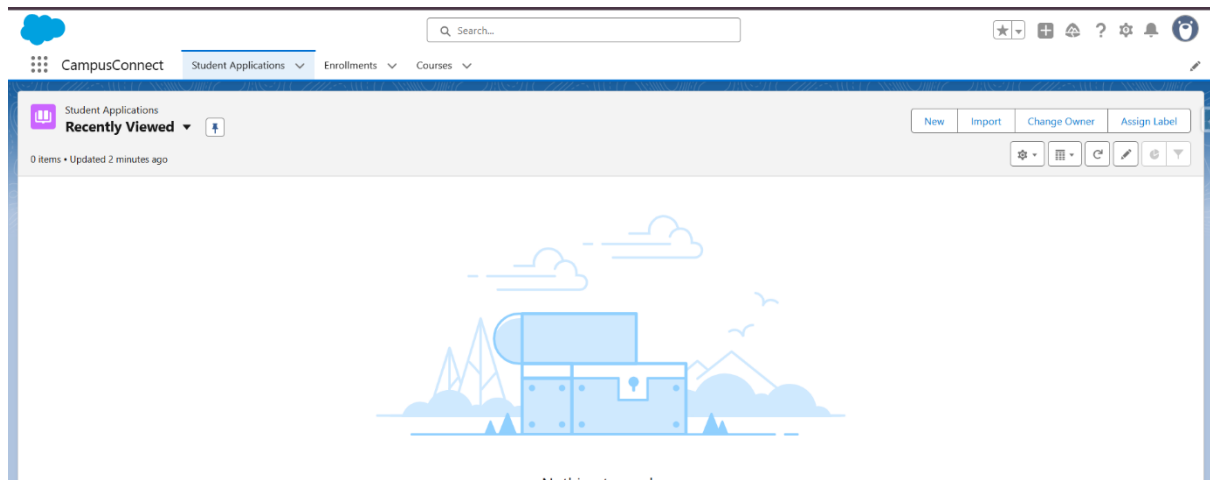 Search...
CampusConnect Student Applications Enrollments Courses
Student Applications
Recently Viewed
New Import Change Owner Assign Label
0 items • Updated 2 minutes ago